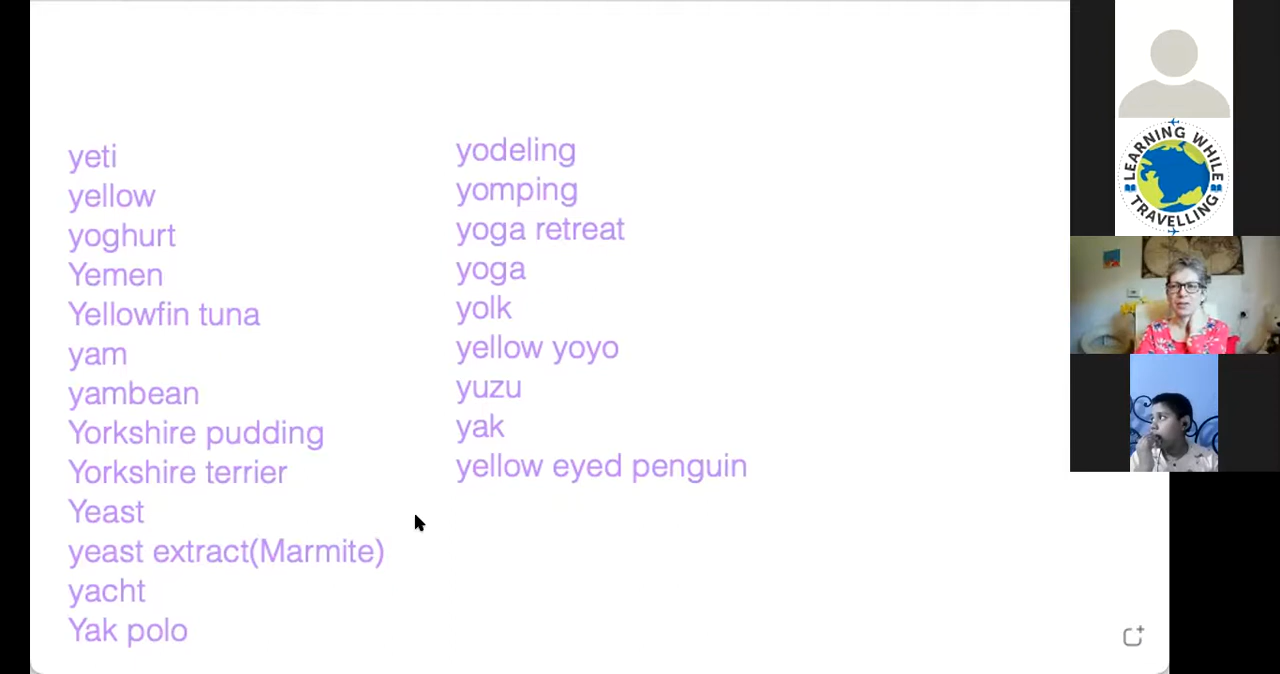 yeti
yellow
yoghurt
Yemen
Yellowfin tuna
yam
yambean
Yorkshire pudding
Yorkshire terrier
Yeast
yeast extract(Marmite)
yacht
Yak polo
yodeling
yomping
yoga retreat
yoga
yolk
yellow yoyo
yuzu
yak
yellow eyed penguin
LEARNING WHILE
TRAVELLING